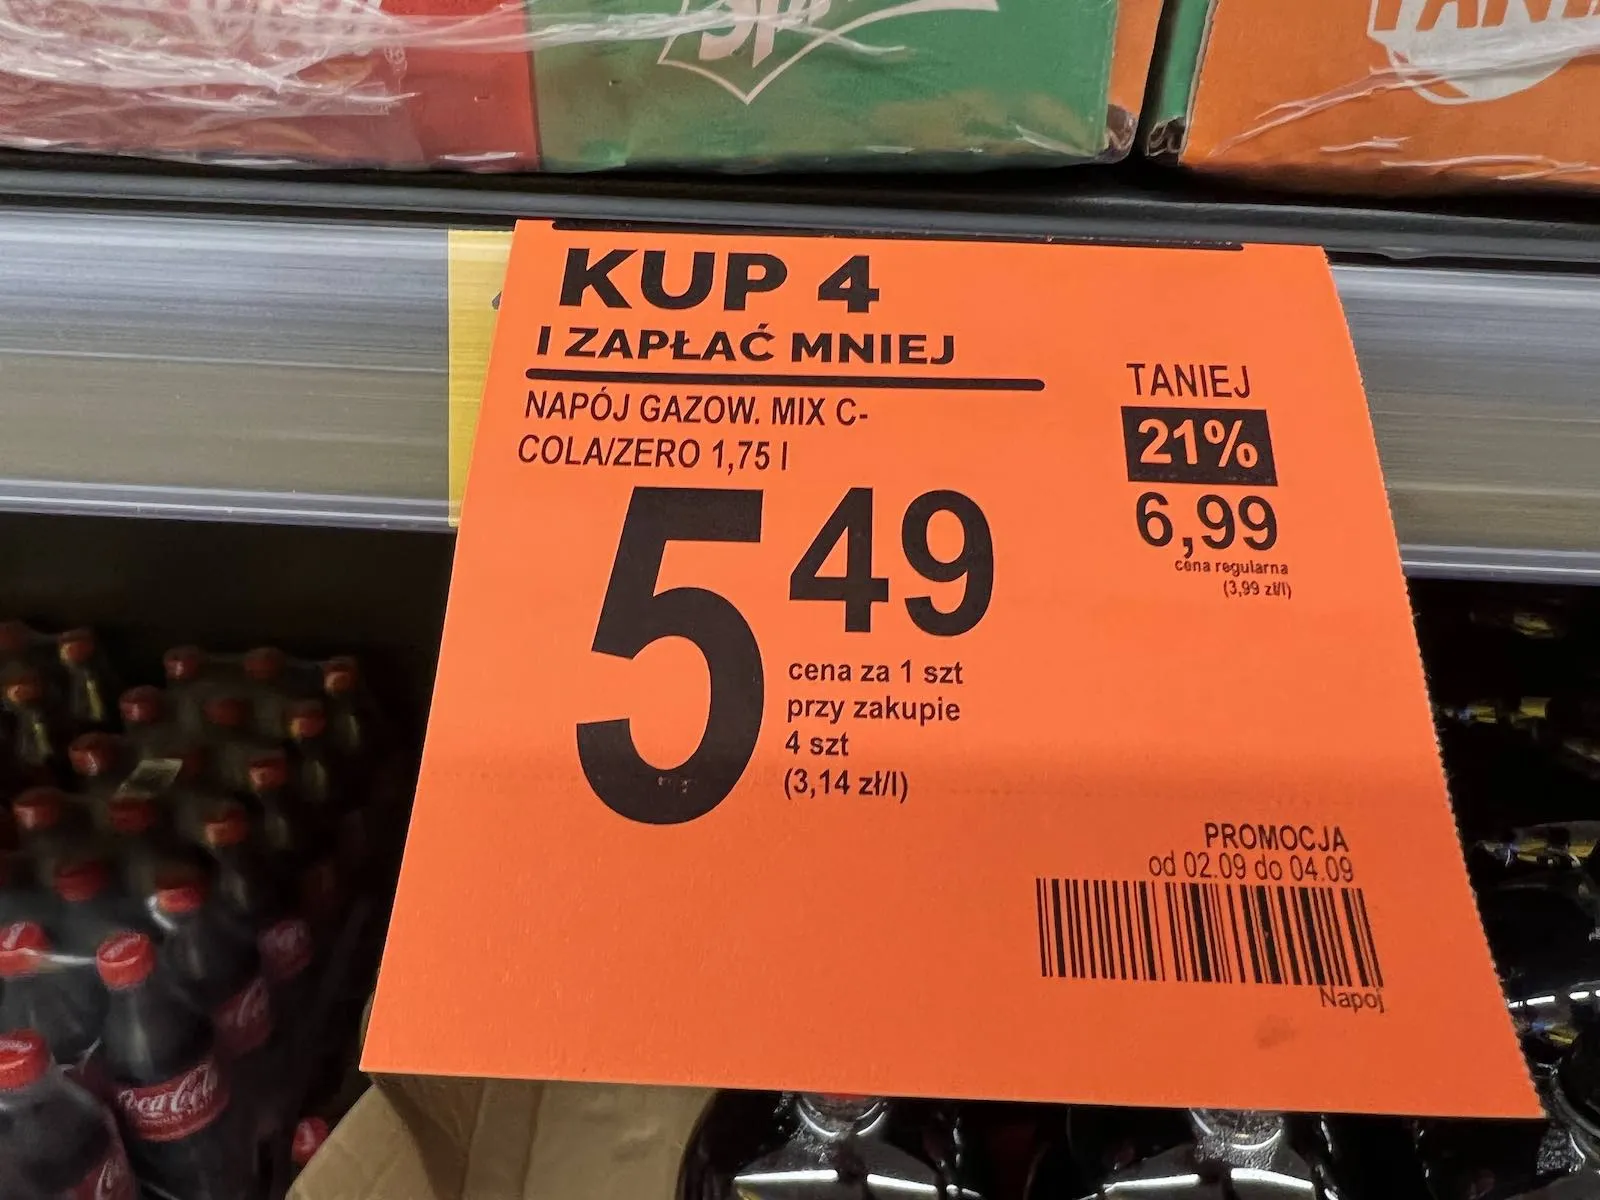 KUP 4
I ZAPŁAĆ MNIEJ
NAPÓJ GAZOW. MIX C-
COLA/ZERO 1,75 l
5 49
cena za 1 szt
przy zakupie
4 szt
(3,14 zł/l)
TANIEJ
21%
6,99
cena regularna
(3,99 zł/l)
PROMOCJA
od 02.09 do 04.09
Napoj
Coca-Cola